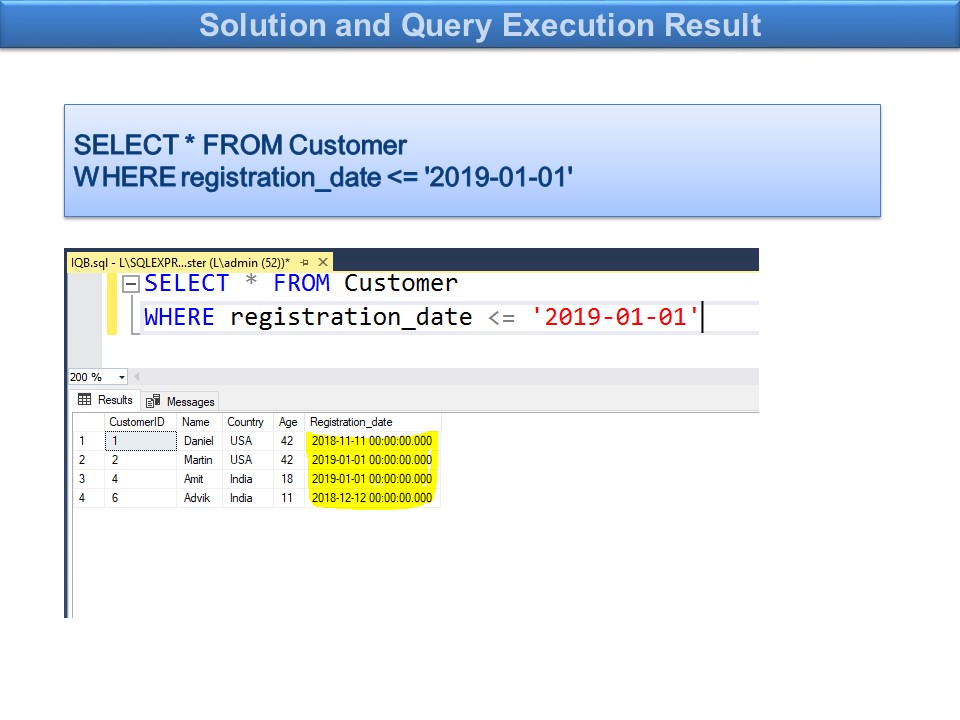 Solution and Query Execution Result
SELECT * FROM Customer
WHERE registration_date <= '2019-01-01'
IQB.sql - L\SQLEXPR...ster (L\admin (52))*
SELECT * FROM Customer
WHERE registration_date <= '2019-01-01'
200 %
Results Messages
CustomerID Name Country Age Registration_date
1 1 Daniel USA 42 2018-11-11 00:00:00.000
2 2 Martin USA 42 2019-01-01 00:00:00.000
3 4 Amit India 18 2019-01-01 00:00:00.000
4 6 Advik India 11 2018-12-12 00:00:00.000